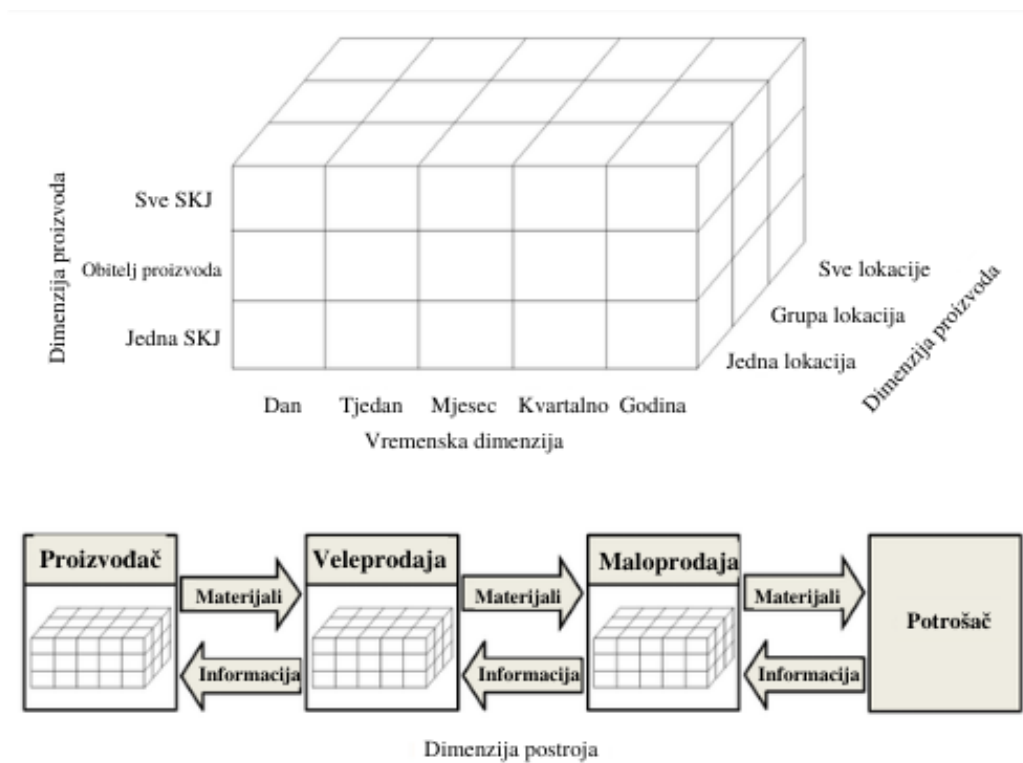 Dimenzija proizvoda
Sve SKJ
Obitelj proizvoda
Jedna SKJ
Sve lokacije
Grupa lokacija
Jedna lokacija
Dimenzija proizvoda
Dan Tjedan Mjesec Kvartalno Godina
Vremenska dimenzija
Proizvođač
Materijali
Informacija
Veleprodaja
Materijali
Informacija
Maloprodaja
Materijali
Informacija
Potrošač
Dimenzija postroja